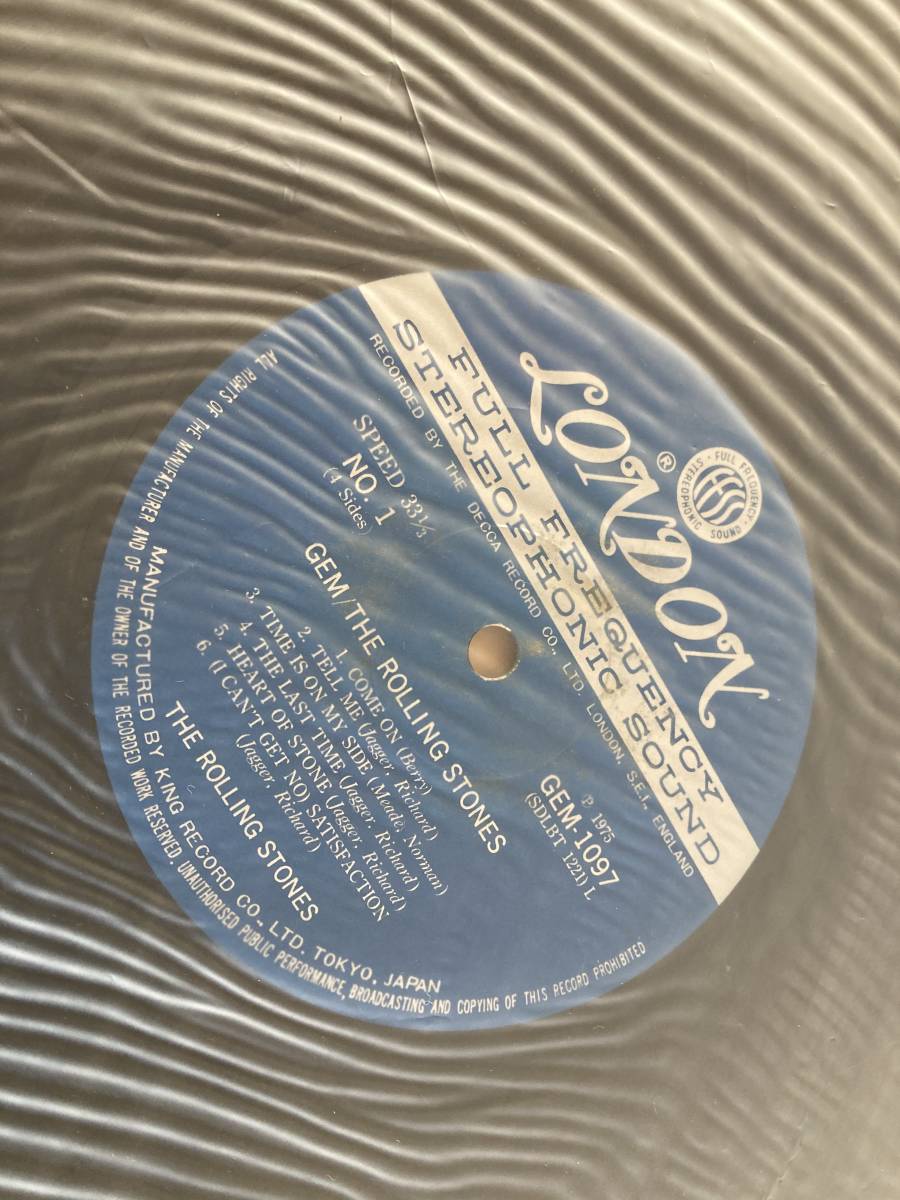 FULL FREQUENCY
STEREOPHONIC SOUND
LONDON®
FULL FREQUENCY
STEREOPHONIC SOUND
RECORDED BY THE DECCA RECORD CO., LTD. LONDON, S.E.1, ENGLAND
SPEED 33⅓
NO. 1
(4 Sides)
℗ 1975
GEM-1097
(SDLBT 1221) L
GEM/THE ROLLING STONES
1. COME ON (Berry)
2. TELL ME (Jagger, Richard)
3. TIME IS ON MY SIDE (Meade, Norman)
4. THE LAST TIME (Jagger, Richard)
5. HEART OF STONE (Jagger, Richard)
6. (I CAN'T GET NO) SATISFACTION
(Jagger, Richard)
THE ROLLING STONES
MANUFACTURED BY KING RECORD CO., LTD. TOKYO, JAPAN
ALL RIGHTS OF THE MANUFACTURER AND OF THE OWNER OF THE RECORDED WORK RESERVED. UNAUTHORISED PUBLIC PERFORMANCE, BROADCASTING AND COPYING OF THIS RECORD PROHIBITED